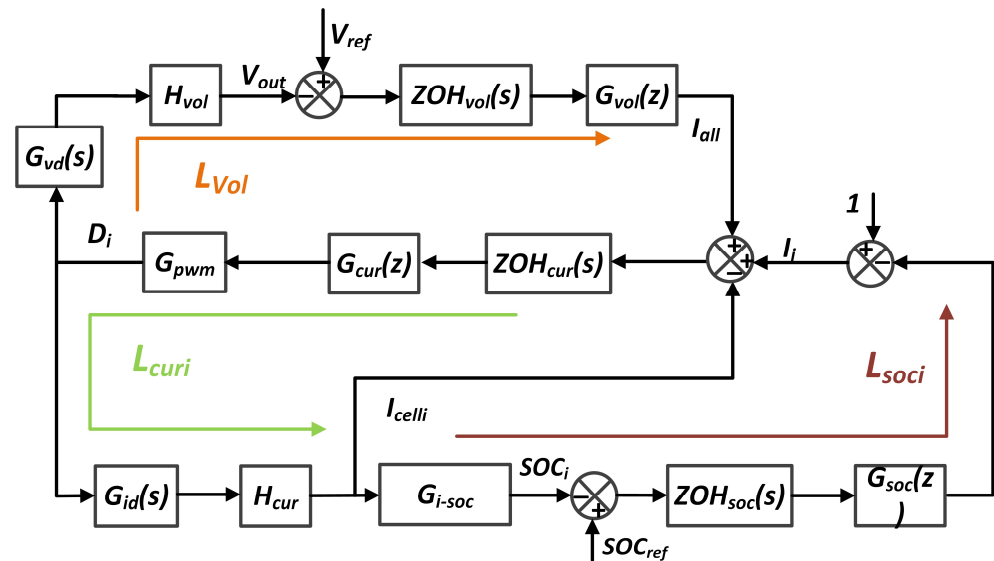 V_ref
H_vol
V_out
ZOH_vol(s)
G_vol(z)
G_vd(s)
I_all
L_Vol
1
D_i
G_pwm
G_cur(z)
ZOH_cur(s)
I_i
L_curi
L_soci
I_celli
G_id(s)
H_cur
G_i-soc
SOC_i
ZOH_soc(s)
G_soc(z
)
SOC_ref